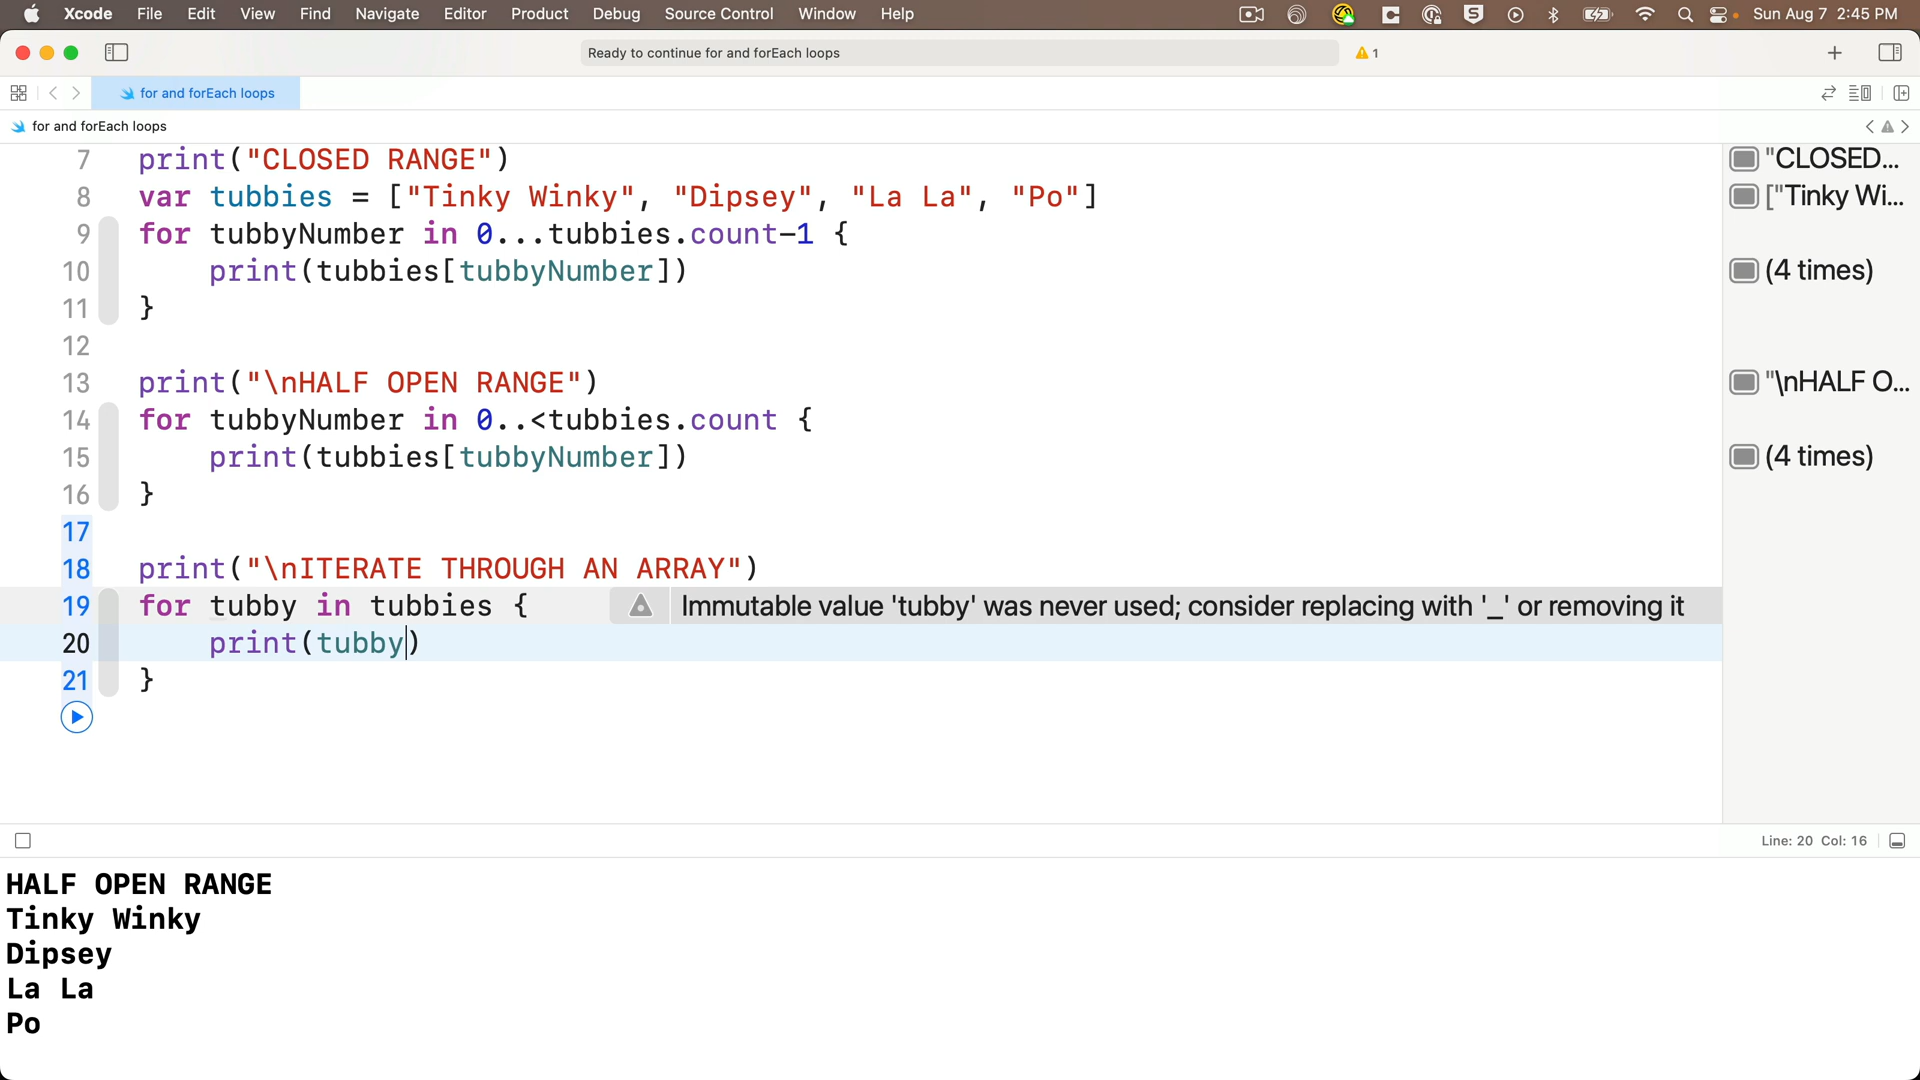 Xcode File Edit View Find Navigate Editor Product Debug Source Control Window Help Sun Aug 7 2:45 PM
Ready to continue for and forEach loops 1
for and forEach loops
for and forEach loops
7 print("CLOSED RANGE") "CLOSED...
8 var tubbies = ["Tinky Winky", "Dipsey", "La La", "Po"] ["Tinky Wi...
9 for tubbyNumber in 0...tubbies.count-1 {
10 print(tubbies[tubbyNumber]) (4 times)
11 }
12
13 print("\nHALF OPEN RANGE") "\nHALF O...
14 for tubbyNumber in 0..<tubbies.count {
15 print(tubbies[tubbyNumber]) (4 times)
16 }
17
18 print("\nITERATE THROUGH AN ARRAY")
19 for tubby in tubbies { Immutable value 'tubby' was never used; consider replacing with '_' or removing it
20 print(tubby)
21 }
Line: 20 Col: 16
HALF OPEN RANGE
Tinky Winky
Dipsey
La La
Po